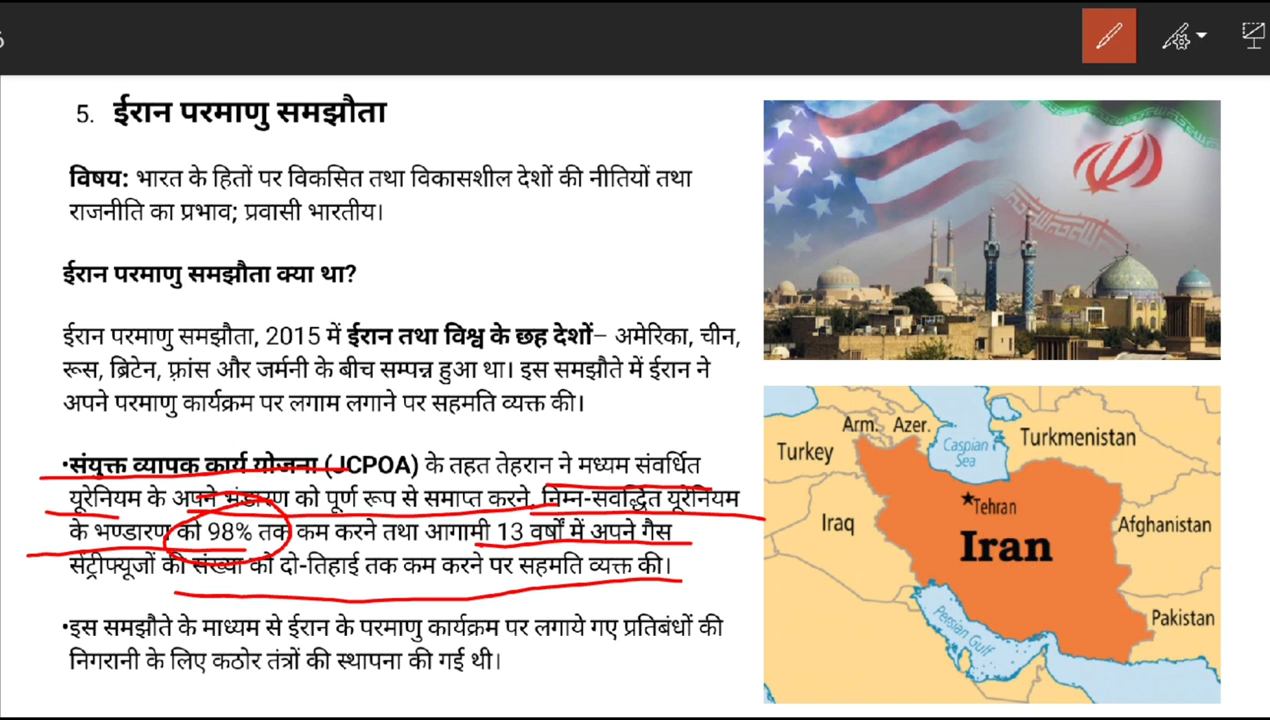 5. ईरान परमाणु समझौता
विषय: भारत के हितों पर विकसित तथा विकासशील देशों की नीतियों तथा
राजनीति का प्रभाव; प्रवासी भारतीय।
ईरान परमाणु समझौता क्या था?
ईरान परमाणु समझौता, 2015 में ईरान तथा विश्व के छह देशों– अमेरिका, चीन,
रूस, ब्रिटेन, फ़्रांस और जर्मनी के बीच सम्पन्न हुआ था। इस समझौते में ईरान ने
अपने परमाणु कार्यक्रम पर लगाम लगाने पर सहमति व्यक्त की।
•संयुक्त व्यापक कार्य योजना (JCPOA) के तहत तेहरान ने मध्यम संवर्धित
यूरेनियम के अपने भंडारण को पूर्ण रूप से समाप्त करने, निम्न-संवर्द्धित यूरेनियम
के भण्डारण को 98% तक कम करने तथा आगामी 13 वर्षों में अपने गैस
सेंट्रीफ्यूजों की संख्या को दो-तिहाई तक कम करने पर सहमति व्यक्त की।
•इस समझौते के माध्यम से ईरान के परमाणु कार्यक्रम पर लगाये गए प्रतिबंधों की
निगरानी के लिए कठोर तंत्रों की स्थापना की गई थी।
Arm. Azer.
Turkey
Caspian
Sea
Turkmenistan
Tehran
Iraq
Iran
Afghanistan
Persian Gulf
Pakistan